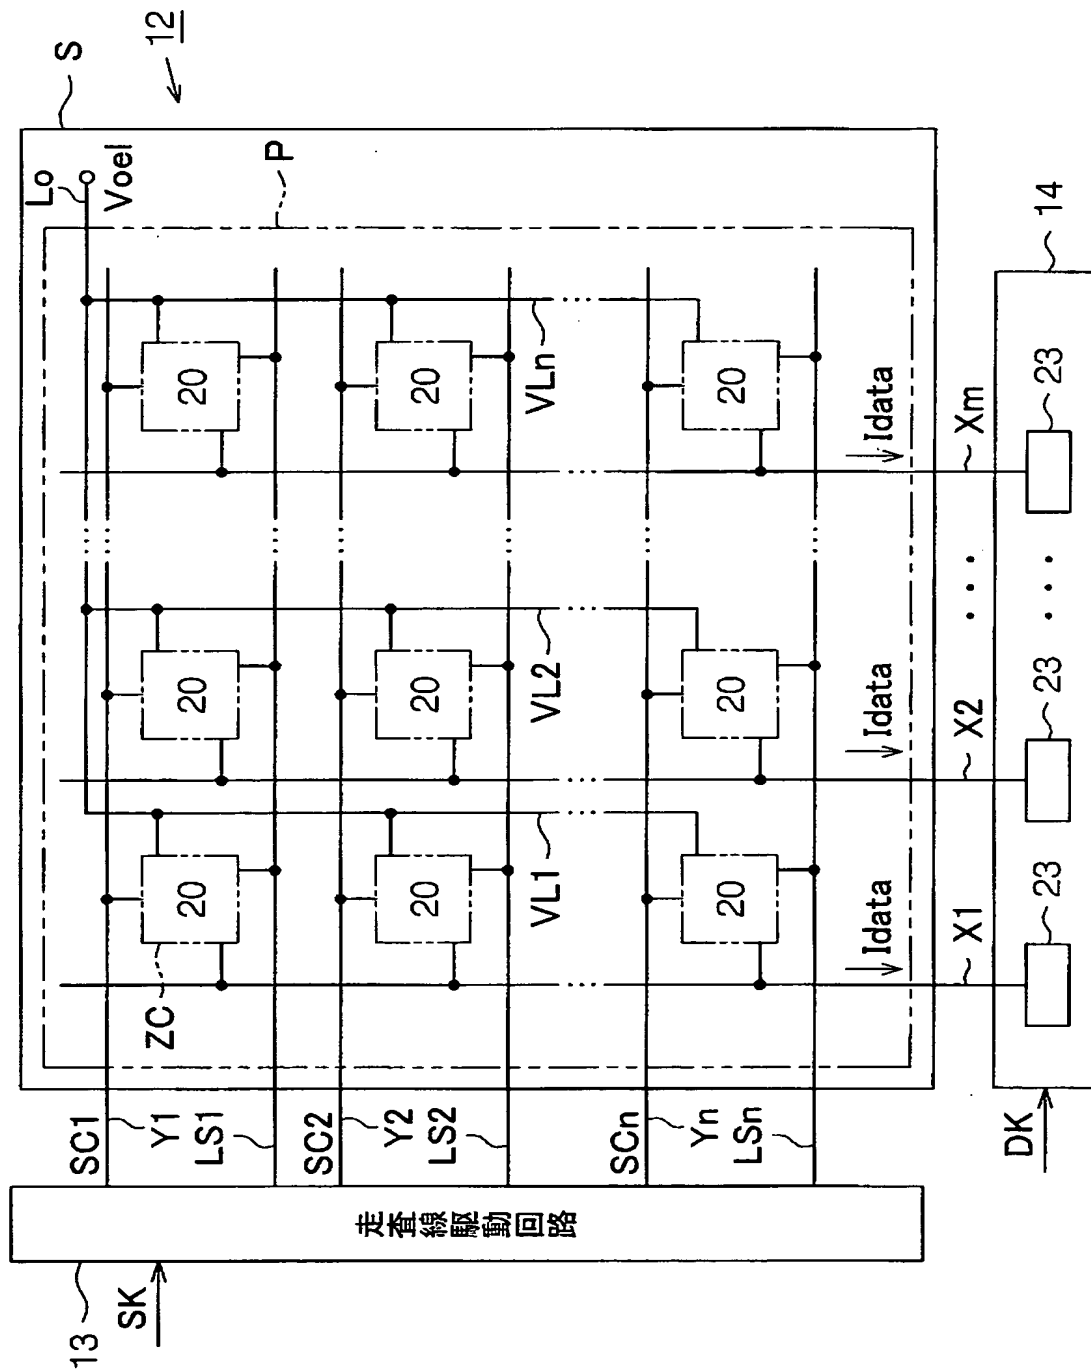 12
S
Lo
Voel
P
SC1
Y1
LS1
ZC
20
20
20
SC2
Y2
LS2
20
20
20
VL1
VL2
VLn
SCn
Yn
LSn
20
20
20
Idata
Idata
Idata
X1
X2
Xm
走査線駆動回路
13
SK
DK
23
23
23
14
...
...
...
...
...
...
...
...
...
...
...